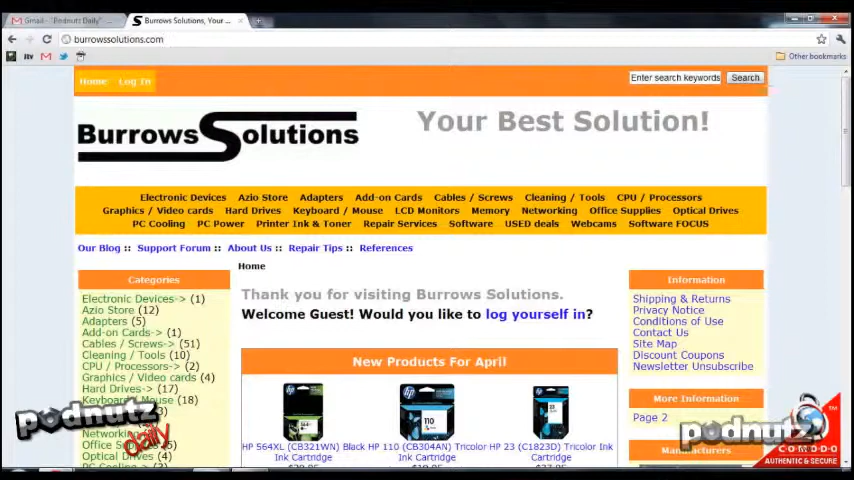 Gmail - "Podnutz Daily"
Burrows Solutions, Your ...
burrowssolutions.com
Other bookmarks
Home Log In
Enter search keywords Search
BurrowsSolutions
Your Best Solution!
Electronic Devices Azio Store Adapters Add-on Cards Cables / Screws Cleaning / Tools CPU / Processors
Graphics / Video cards Hard Drives Keyboard / Mouse LCD Monitors Memory Networking Office Supplies Optical Drives
PC Cooling PC Power Printer Ink & Toner Repair Services Software USED deals Webcams Software FOCUS
Our Blog :: Support Forum :: About Us :: Repair Tips :: References
Categories
Electronic Devices-> (1)
Azio Store (12)
Adapters (5)
Add-on Cards-> (1)
Cables / Screws-> (51)
Cleaning / Tools (10)
CPU / Processors-> (2)
Graphics / Video cards (4)
Hard Drives-> (17)
Keyboard / Mouse (18)
Networking
Office Su
Optical Drives (4)
PC Cooling->
Home
Thank you for visiting Burrows Solutions.
Welcome Guest! Would you like to log yourself in?
New Products For April
HP 564XL (CB321WN) Black
Ink Cartridge
HP 110 (CB304AN) Tricolor
Ink Cartridge
HP 23 (C1823D) Tricolor Ink
Cartridge
Information
Shipping & Returns
Privacy Notice
Conditions of Use
Contact Us
Site Map
Discount Coupons
Newsletter Unsubscribe
More Information
Page 2
Manufacturers
podnutz
daily
podnutz
COMODO
AUTHENTIC & SECURE